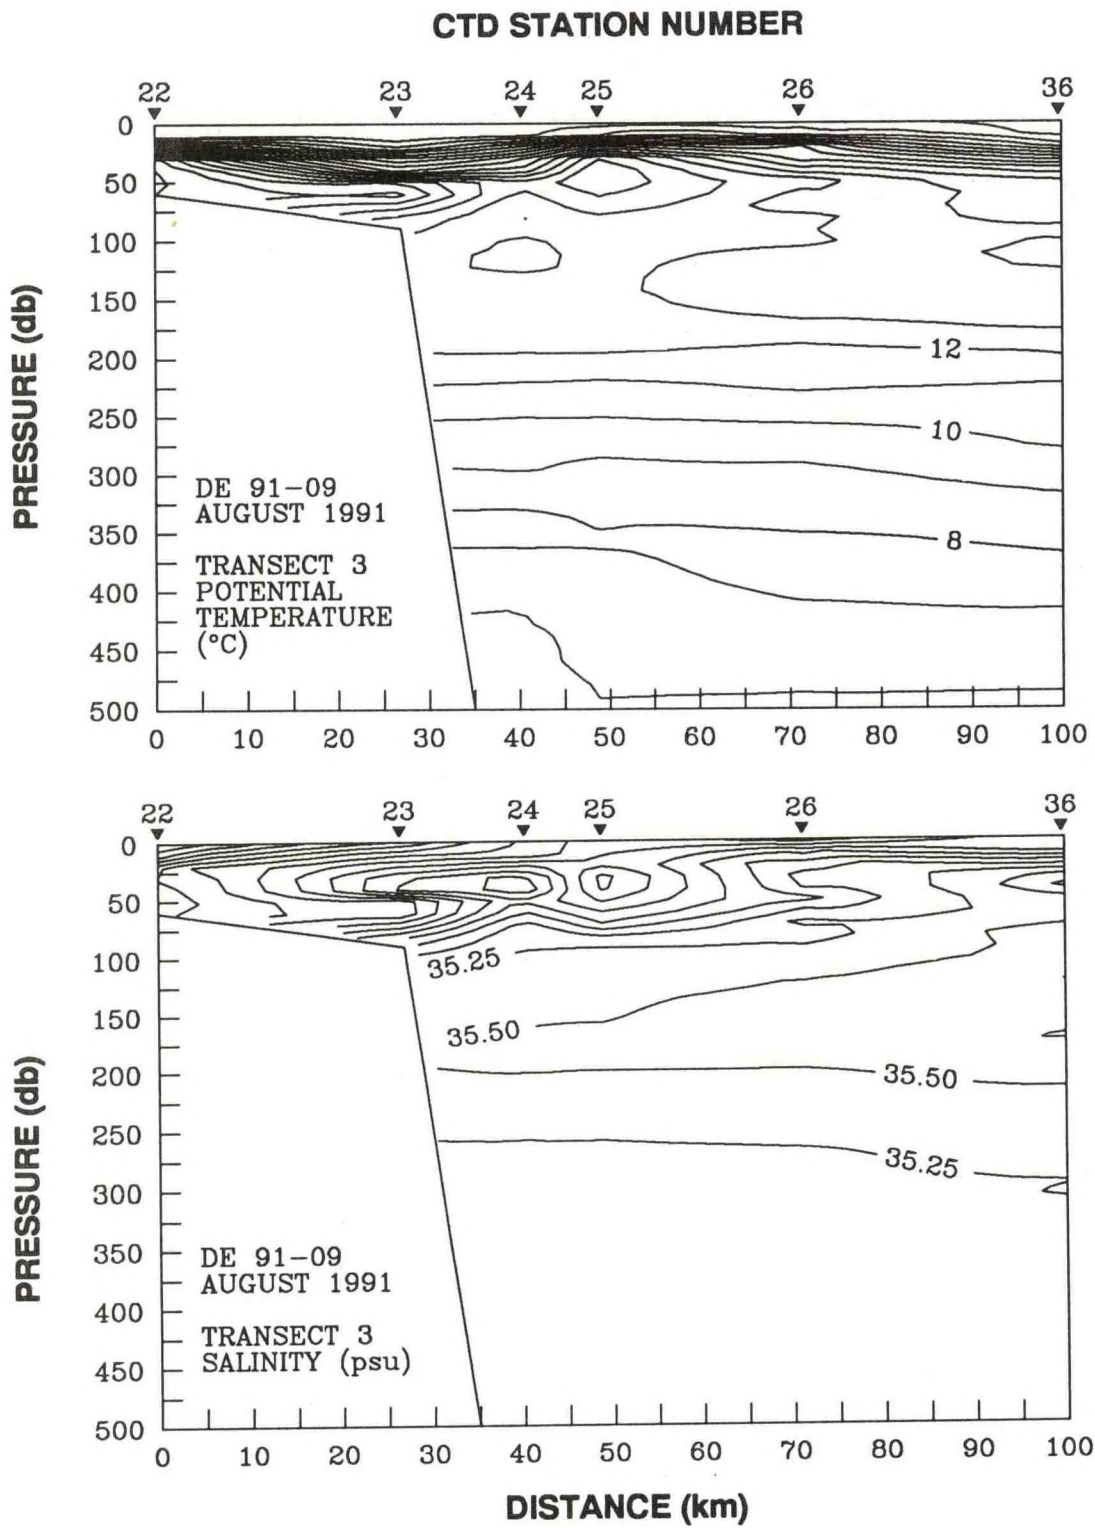 CTD STATION NUMBER
22 23 24 25 26 36
0
50
100
150
200
250
300
350
400
450
500
PRESSURE (db)
12
10
8
DE 91-09
AUGUST 1991
TRANSECT 3
POTENTIAL
TEMPERATURE
(°C)
0 10 20 30 40 50 60 70 80 90 100
22 23 24 25 26 36
0
50
100
150
200
250
300
350
400
450
500
PRESSURE (db)
35.25
35.50
35.50
35.25
DE 91-09
AUGUST 1991
TRANSECT 3
SALINITY (psu)
0 10 20 30 40 50 60 70 80 90 100
DISTANCE (km)